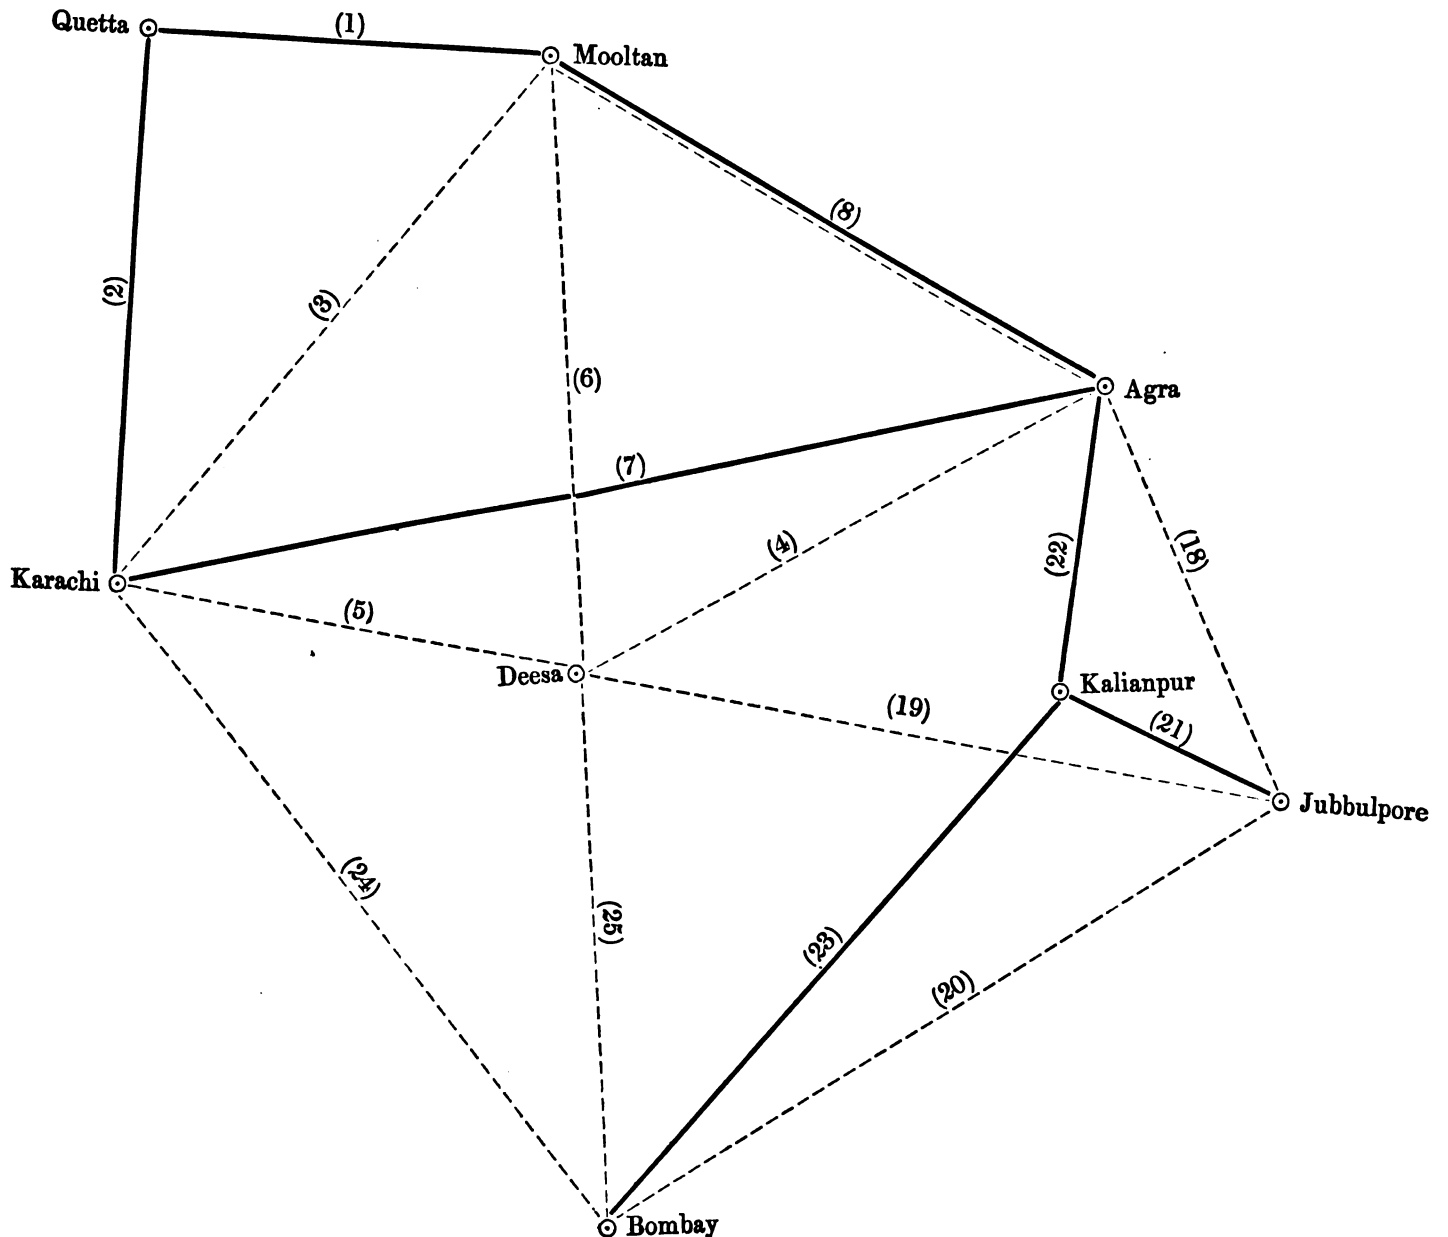 Quetta
(1)
Mooltan
(8)
(2)
(3)
(6)
Agra
(7)
(4)
(22)
(18)
Karachi
(5)
Deesa
(19)
Kalianpur
(21)
Jubbulpore
(24)
(25)
(23)
(20)
Bombay